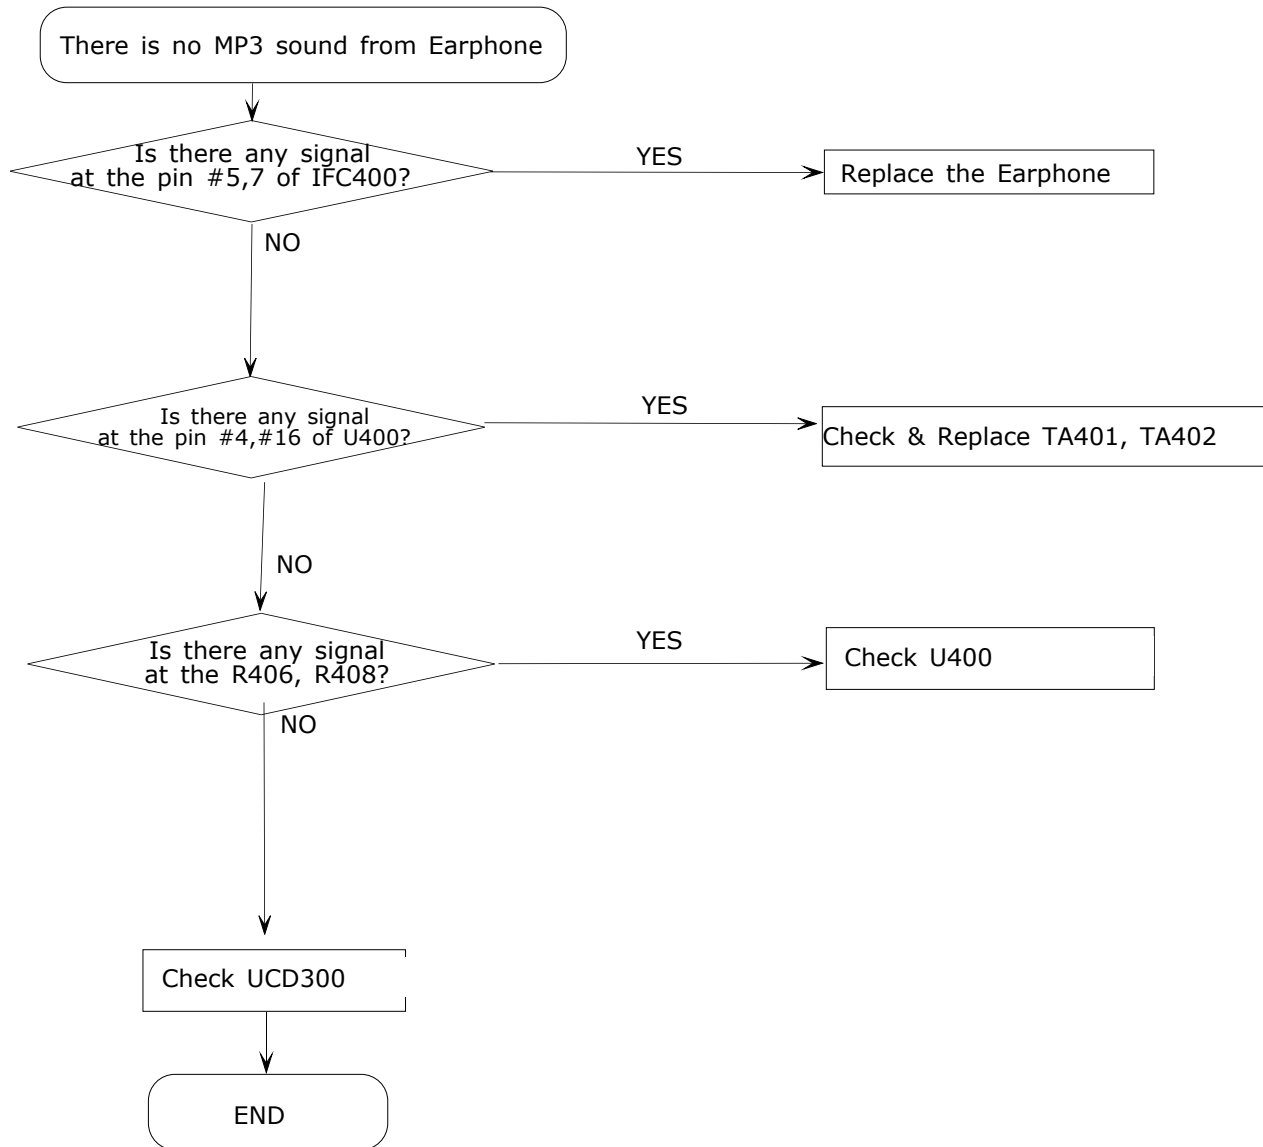 There is no MP3 sound from Earphone
Is there any signal
at the pin #5,7 of IFC400?
YES
Replace the Earphone
NO
Is there any signal
at the pin #4,#16 of U400?
YES
Check & Replace TA401, TA402
NO
Is there any signal
at the R406, R408?
YES
Check U400
NO
Check UCD300
END